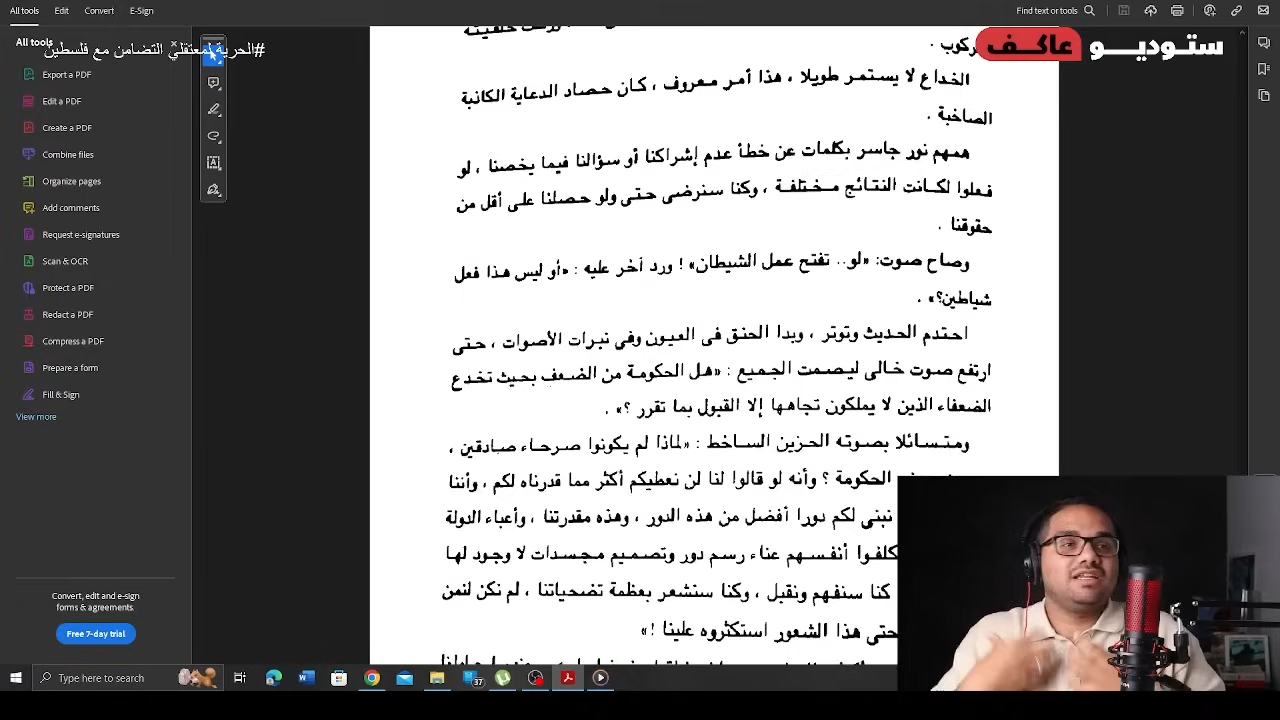 All tools
Edit
Convert
E-Sign
Find text or tools
All tools
#الحرية لمعتقلي التضامن مع فلسطين
ستوديو عاكف
Export a PDF
Edit a PDF
Create a PDF
Combine files
Organize pages
Add comments
Request e-signatures
Scan & OCR
Protect a PDF
Redact a PDF
Compress a PDF
Prepare a form
Fill & Sign
View more
Convert, edit and e-sign
forms & agreements.
Free 7-day trial
الخداع لا يستمر طويلا ، هذا أمر معروف ، كان حصاد الدعاية الكاذبة
الصاخبة .
همهم نور جاسر بكلمات عن خطأ عدم إشراكنا أو سؤالنا فيما يخصنا ، لو
فعلوا لكانت النتائج مختلفة ، وكنا سنرضى حتى ولو حصلنا على أقل من
حقوقنا .
وصاح صوت: «لو.. تفتح عمل الشيطان» ! ورد آخر عليه : «أو ليس هذا فعل
شياطين؟» .
احتدم الحديث وتوتر ، وبدا الحنق فى العيون وفى نبرات الأصوات ، حتى
ارتفع صوت خالى ليصمت الجميع : «هل الحكومة من الضعف بحيث تخدع
الضعفاء الذين لا يملكون تجاهها إلا القبول بما تقرر ؟» .
ومتسائلا بصوته الحزين الساخط : «لماذا لم يكونوا صرحاء صادقين ،
الحكومة ؟ وأنه لو قالوا لنا لن نعطيكم أكثر مما قدرناه لكم ، وأننا
نبنى لكم دورا أفضل من هذه الدور ، وهذه مقدرتنا ، وأعباء الدولة
كلفوا أنفسهم عناء رسم دور وتصميم مجسدات لا وجود لها
كنا سنفهم ونقبل ، وكنا سنشعر بعظمة تضحياتنا ، لم نكن لنمن
حتى هذا الشعور استكثروه علينا !»
Type here to search
37